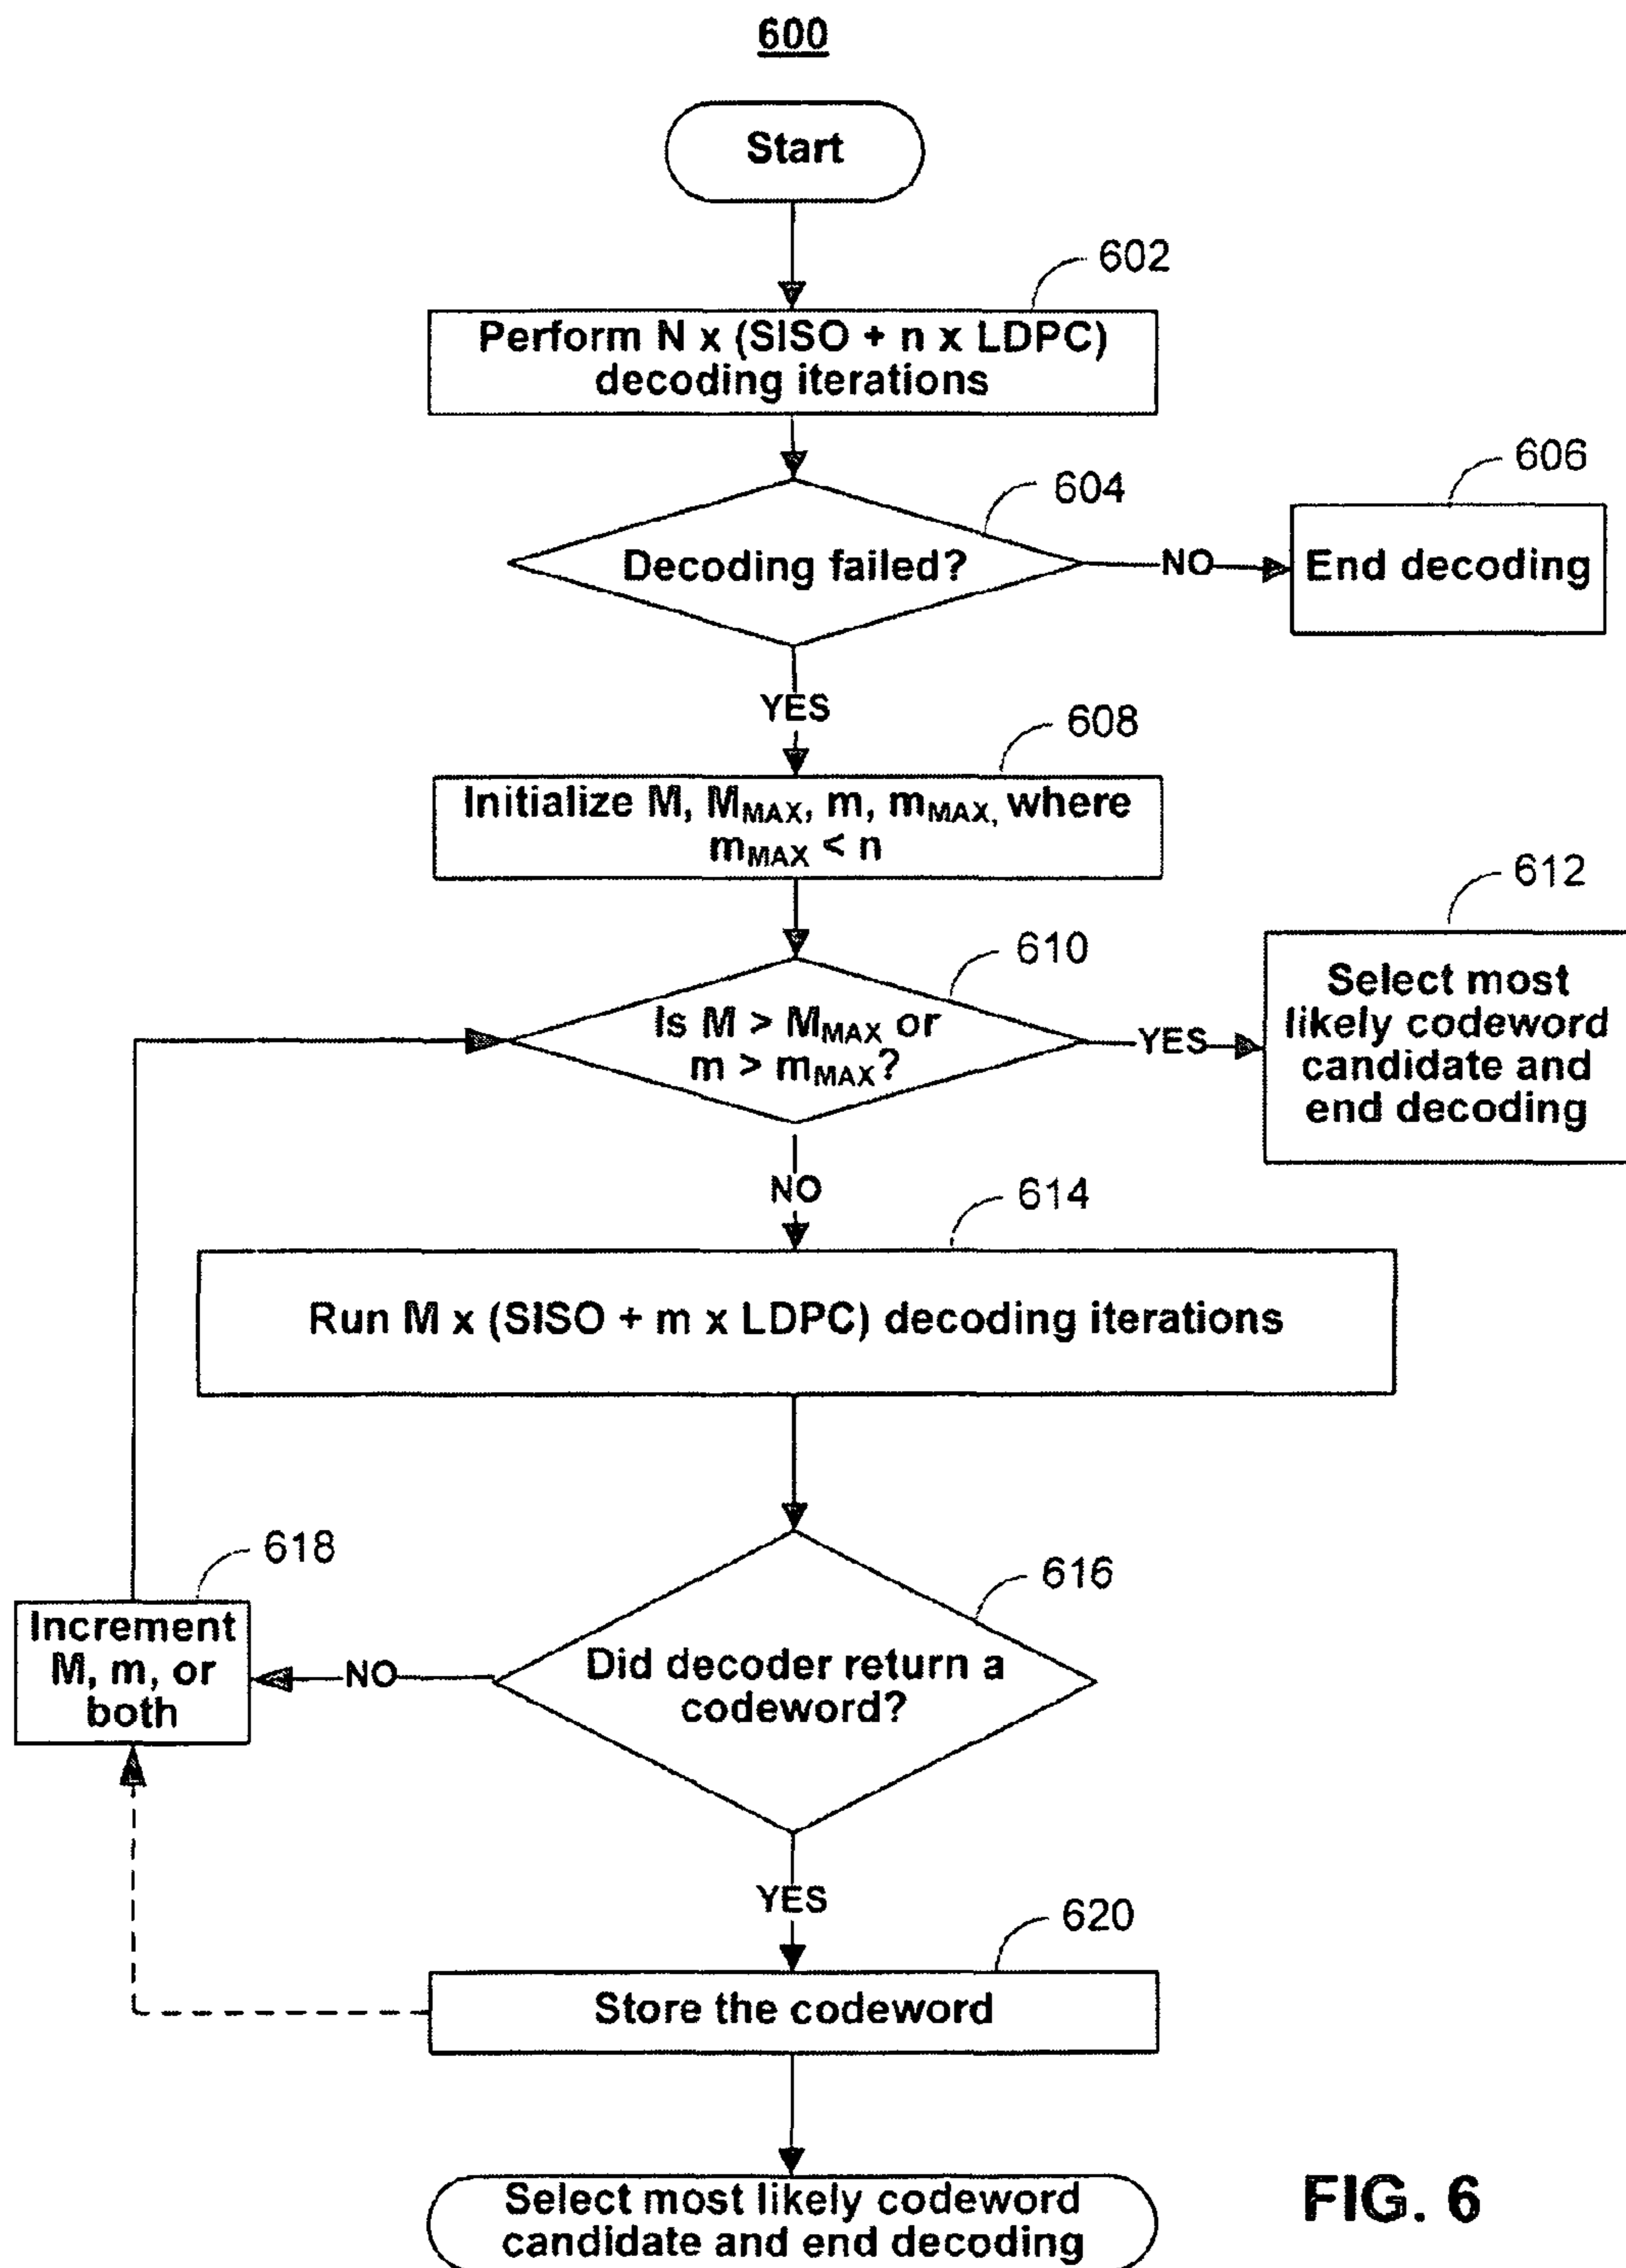 600
Start
602
Perform N x (SISO + n x LDPC)
decoding iterations
604
Decoding failed?
NO
606
End decoding
YES
608
Initialize M, MMAX, m, mMAX, where
mMAX < n
610
Is M > MMAX or
m > mMAX?
YES
612
Select most
likely codeword
candidate and
end decoding
NO
614
Run M x (SISO + m x LDPC) decoding iterations
616
Did decoder return a
codeword?
NO
618
Increment
M, m, or
both
YES
620
Store the codeword
Select most likely codeword
candidate and end decoding
FIG. 6